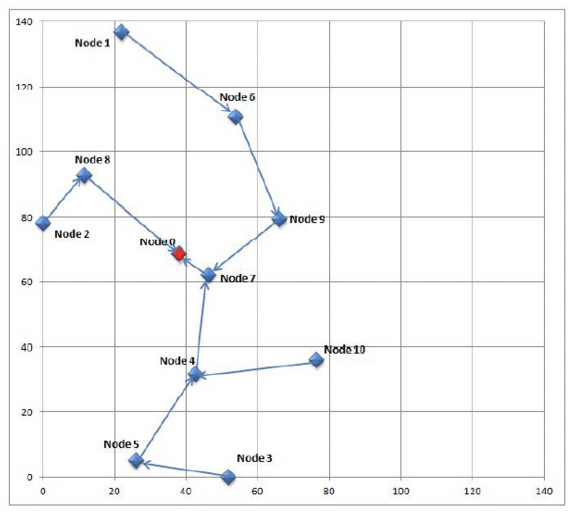 140
Node 1
120
Node 6
100
Node 8
80
Node 9
Node 2
Node 0
60
Node 7
40
Node 10
Node 4
20
Node 5
Node 3
0
0 20 40 60 80 100 120 140